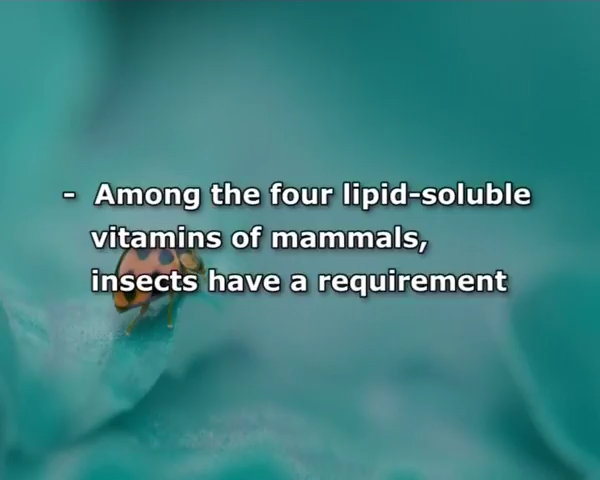 - Among the four lipid-soluble
vitamins of mammals,
insects have a requirement